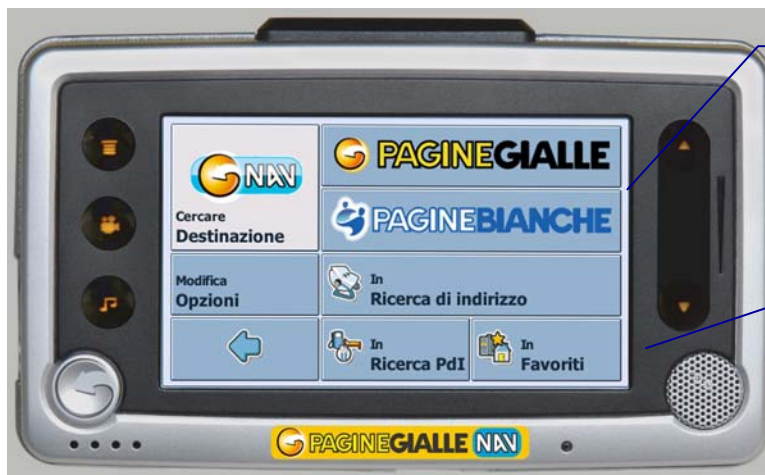 NAV
PAGINEGIALLE
Cercare
Destinazione
PAGINEBIANCHE
Modifica
Opzioni
In
Ricerca di indirizzo
In
Ricerca PdI
In
Favoriti
PAGINEGIALLE NAV